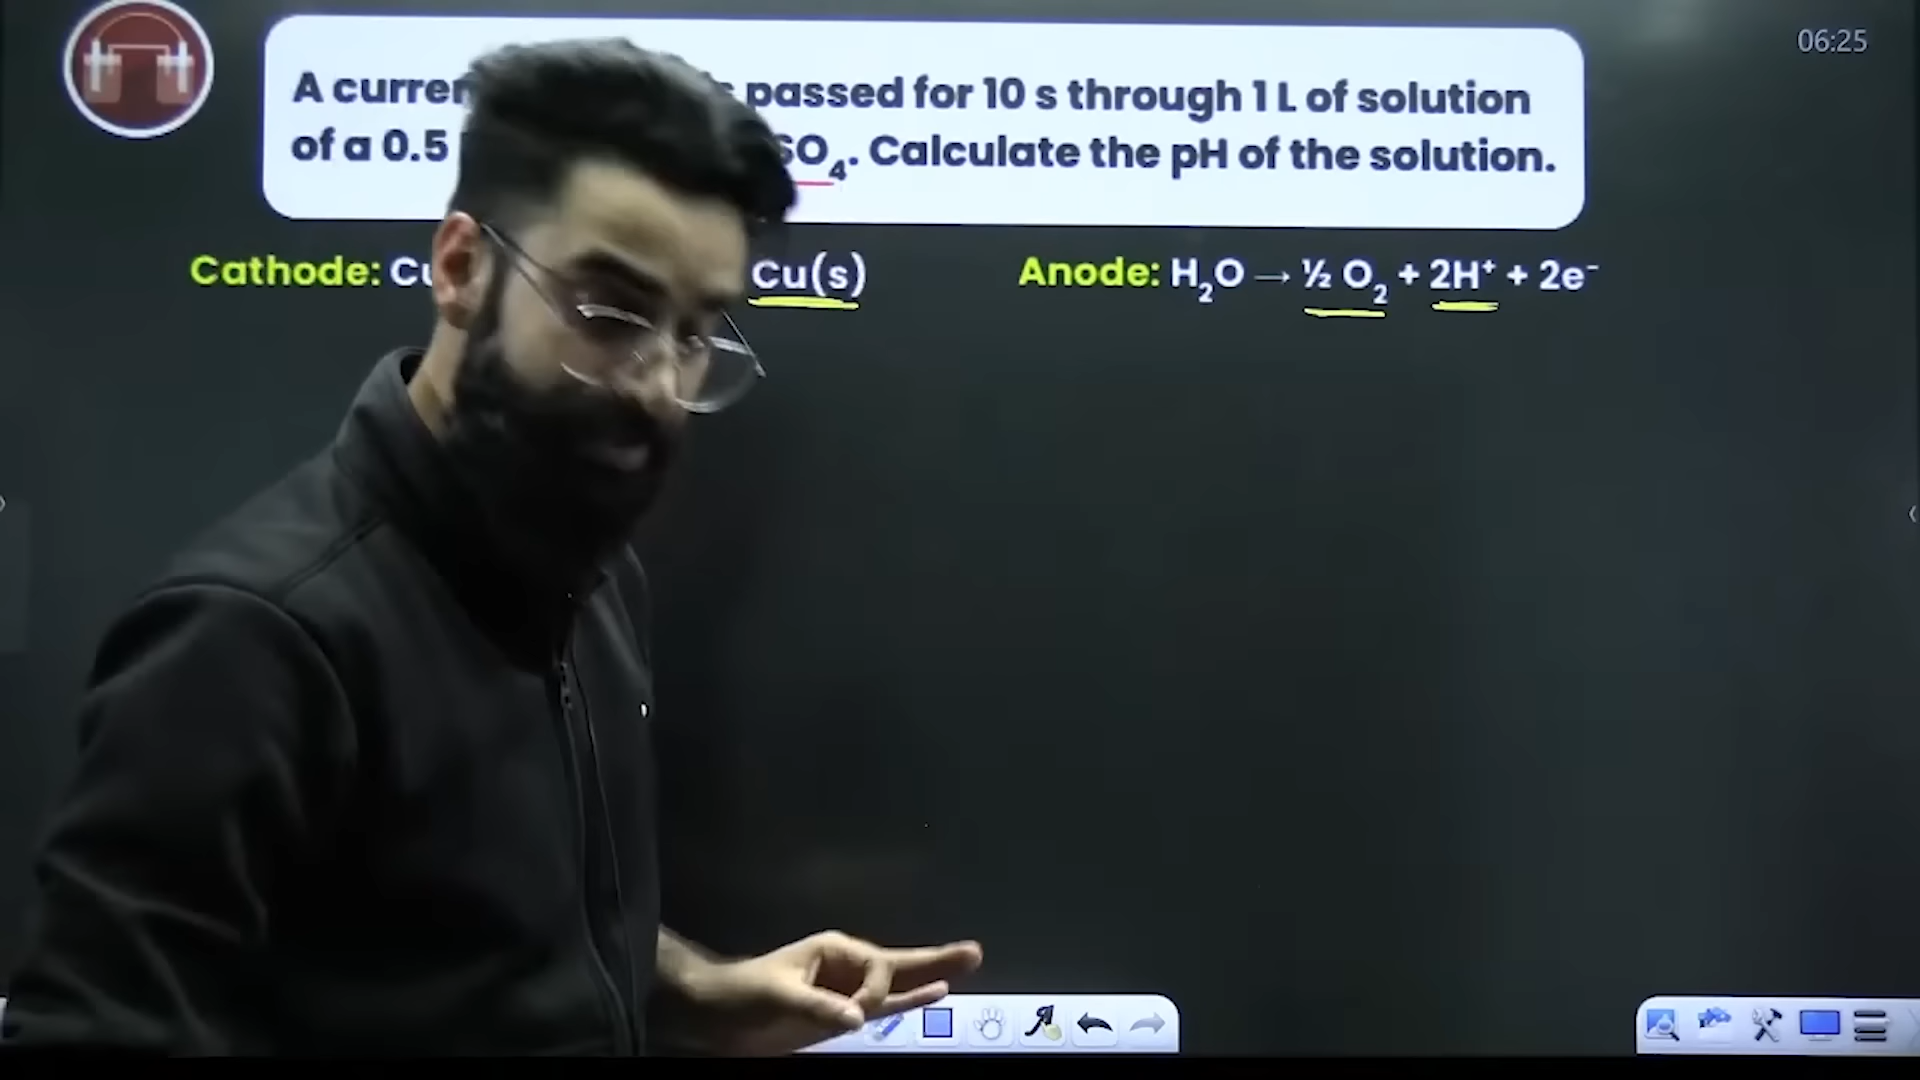 06:25
A passed for 10 s through 1 L of solution
of a 0.5 SO₄. Calculate the pH of the solution.
Cathode: Cu Cu(s) Anode: H₂O → ½ O₂ + 2H⁺ + 2e⁻